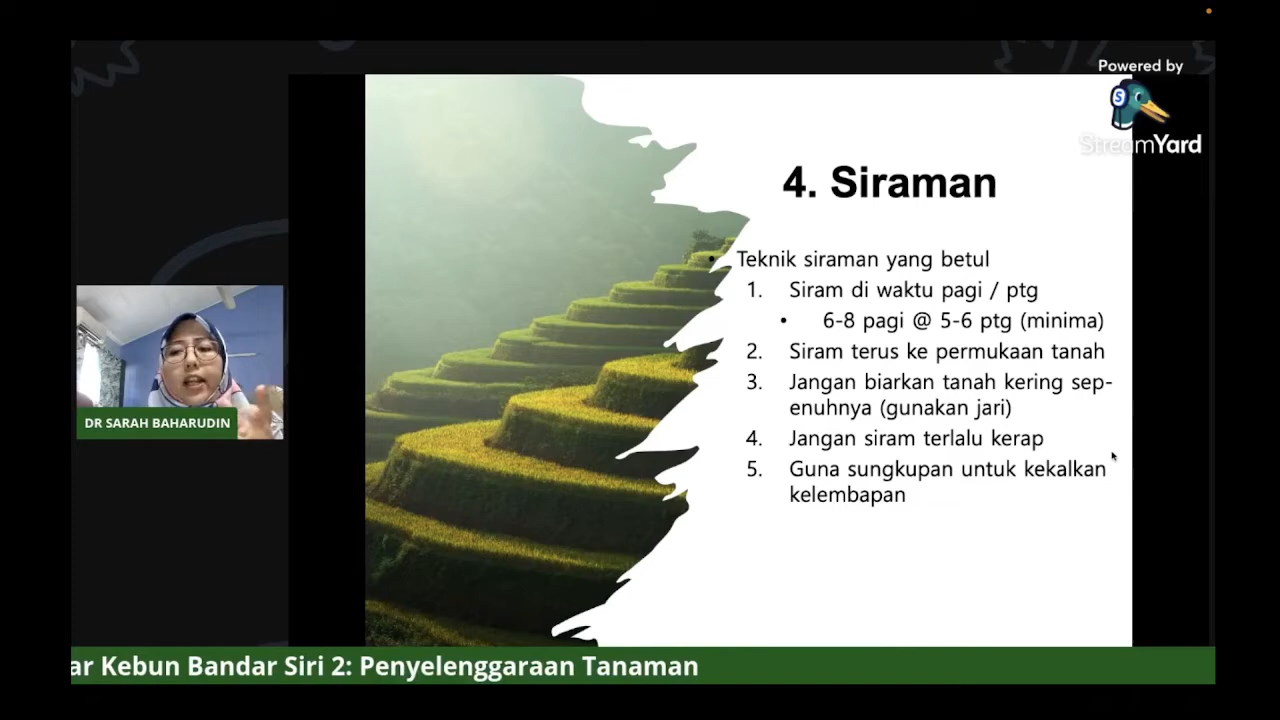 Powered by
S
StreamYard
4. Siraman
• Teknik siraman yang betul
1. Siram di waktu pagi / ptg
• 6-8 pagi @ 5-6 ptg (minima)
2. Siram terus ke permukaan tanah
3. Jangan biarkan tanah kering sep-
enuhnya (gunakan jari)
4. Jangan siram terlalu kerap
5. Guna sungkupan untuk kekalkan
kelembapan
DR SARAH BAHARUDIN
ar Kebun Bandar Siri 2: Penyelenggaraan Tanaman